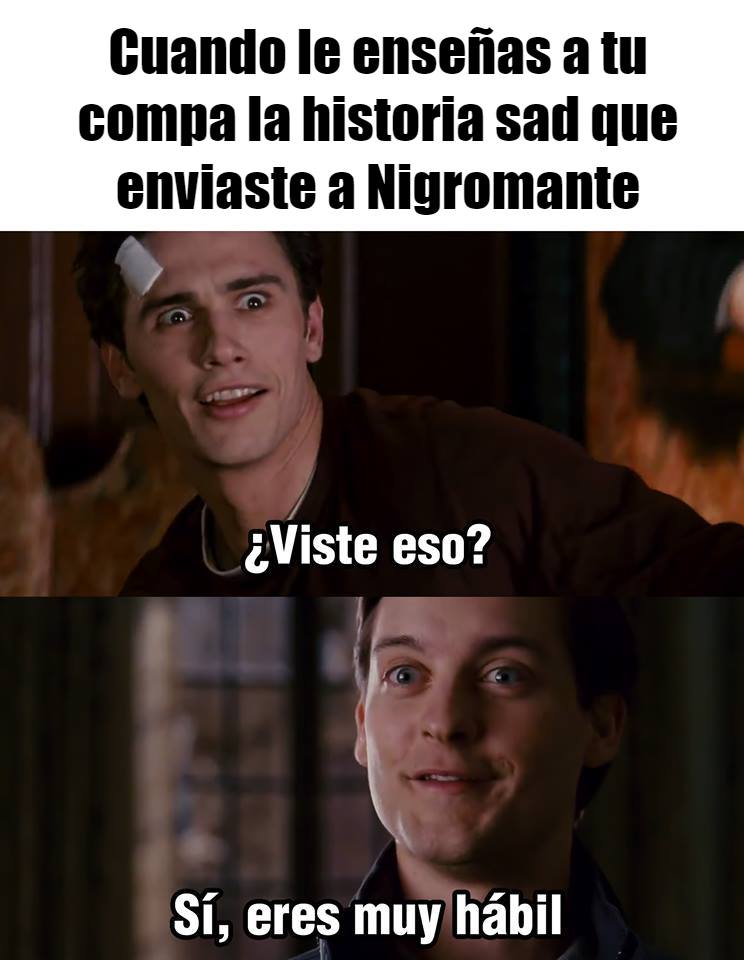 Cuando le enseñas a tu
compa la historia sad que
enviaste a Nigromante
¿Viste eso?
Sí, eres muy hábil